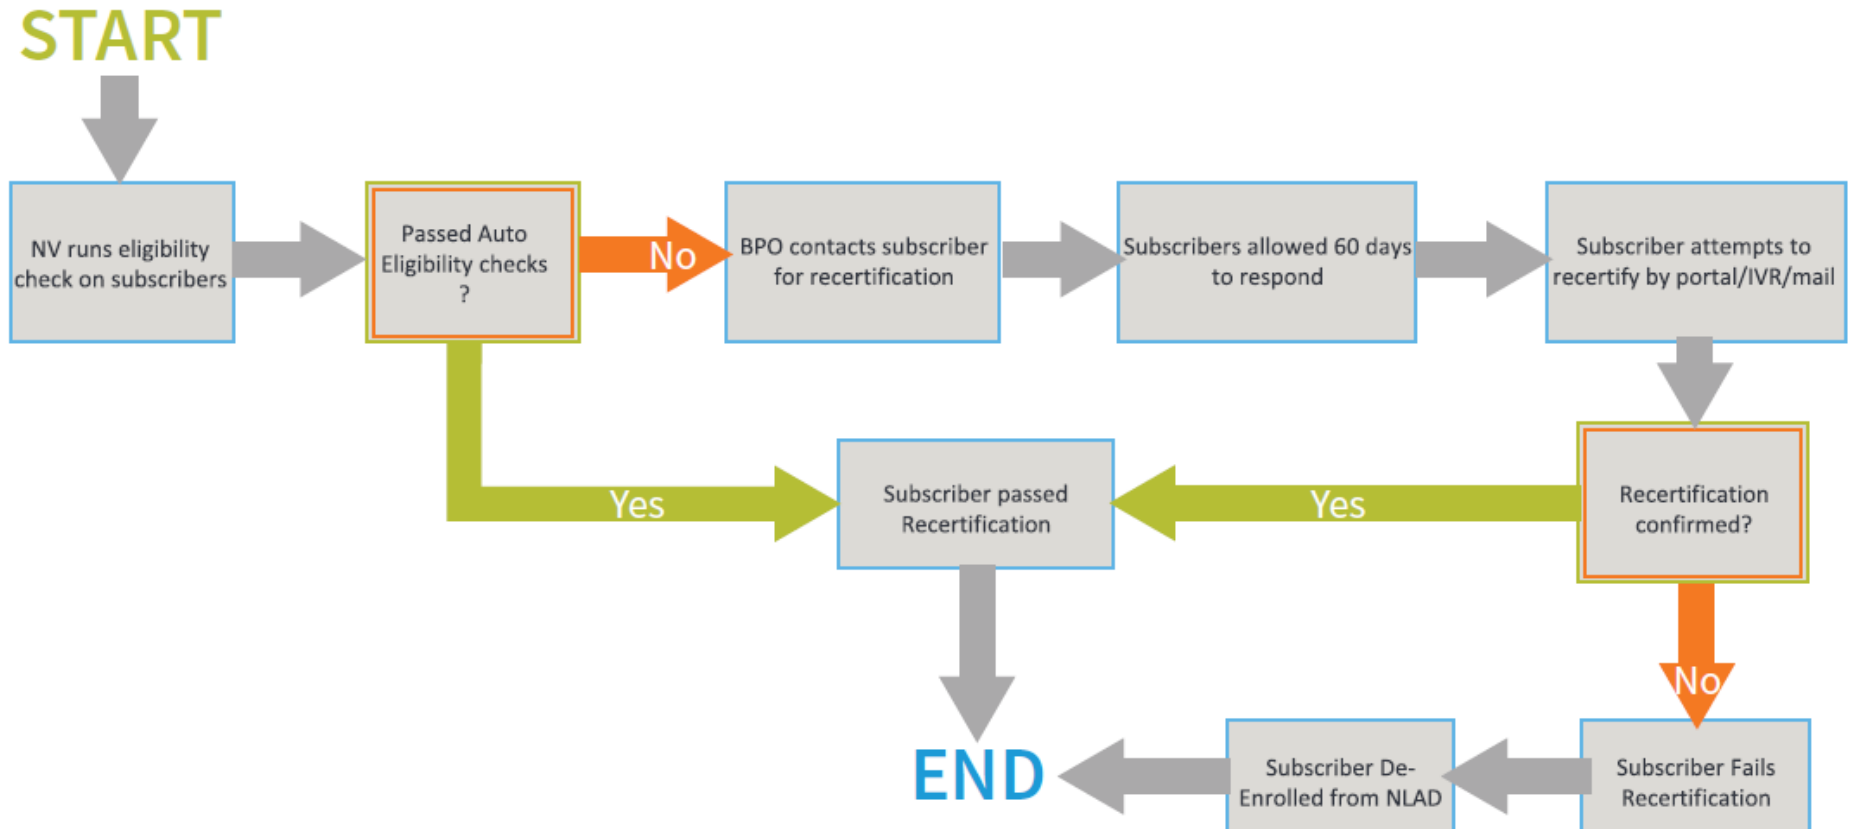 START
NV runs eligibility
check on subscribers
Passed Auto
Eligibility checks
?
No
BPO contacts subscriber
for recertification
Subscribers allowed 60 days
to respond
Subscriber attempts to
recertify by portal/IVR/mail
Yes
Subscriber passed
Recertification
Yes
Recertification
confirmed?
No
END
Subscriber De-
Enrolled from NLAD
Subscriber Fails
Recertification